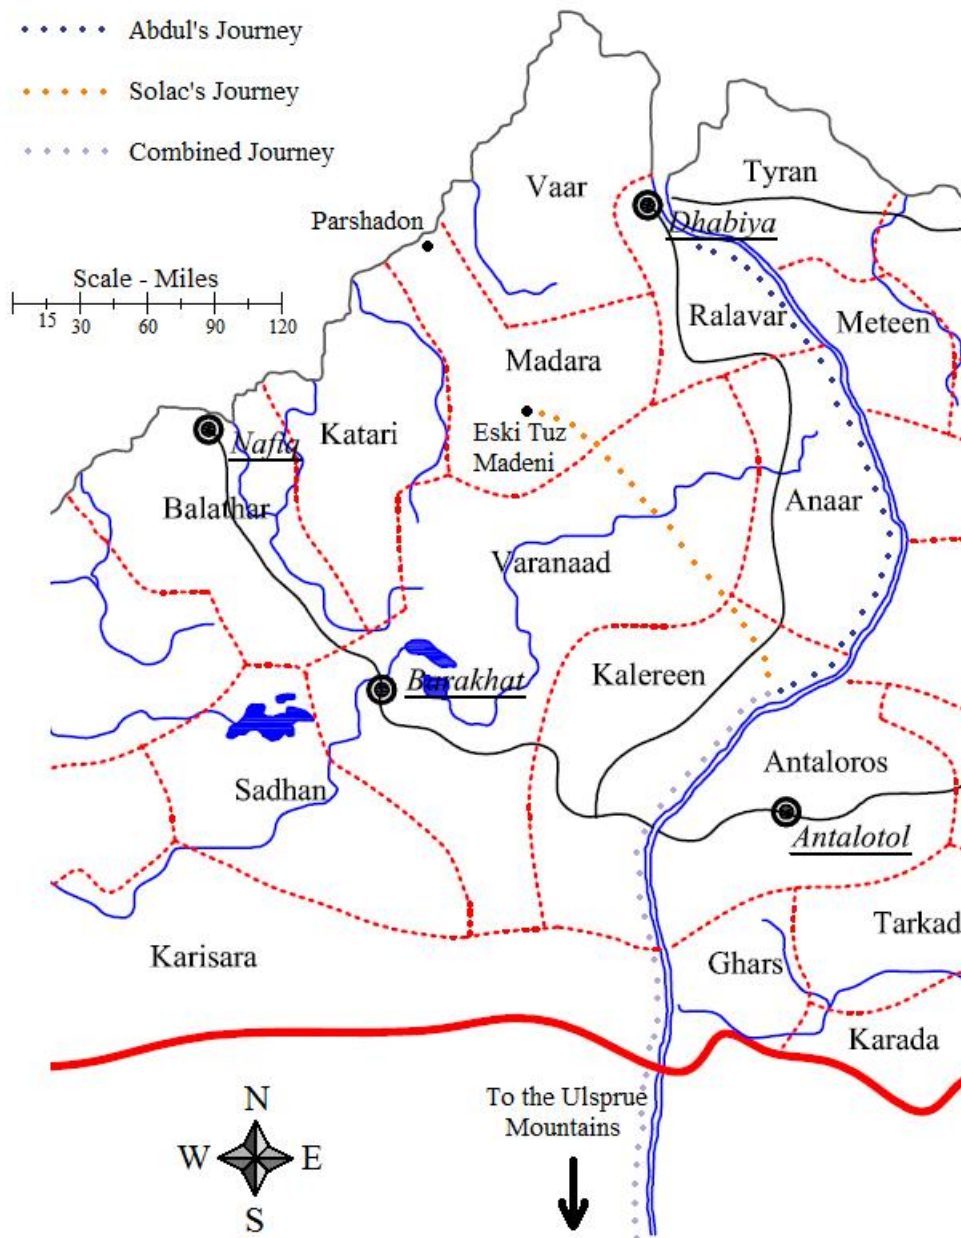 Abdul's Journey
Solac's Journey
Combined Journey
Vaar
Tyran
Parshadon
Dhabiya
Scale - Miles
15 30 60 90 120
Ralavar
Meteen
Madara
Katari
Eski Tuz
Madeni
Nafia
Balathar
Anaar
Varanaad
Kalereen
Barakhat
Antaloros
Sadhan
Antalotol
Tarkad
Karisara
Ghars
Karada
To the Ulsprue
Mountains
N
W E
S